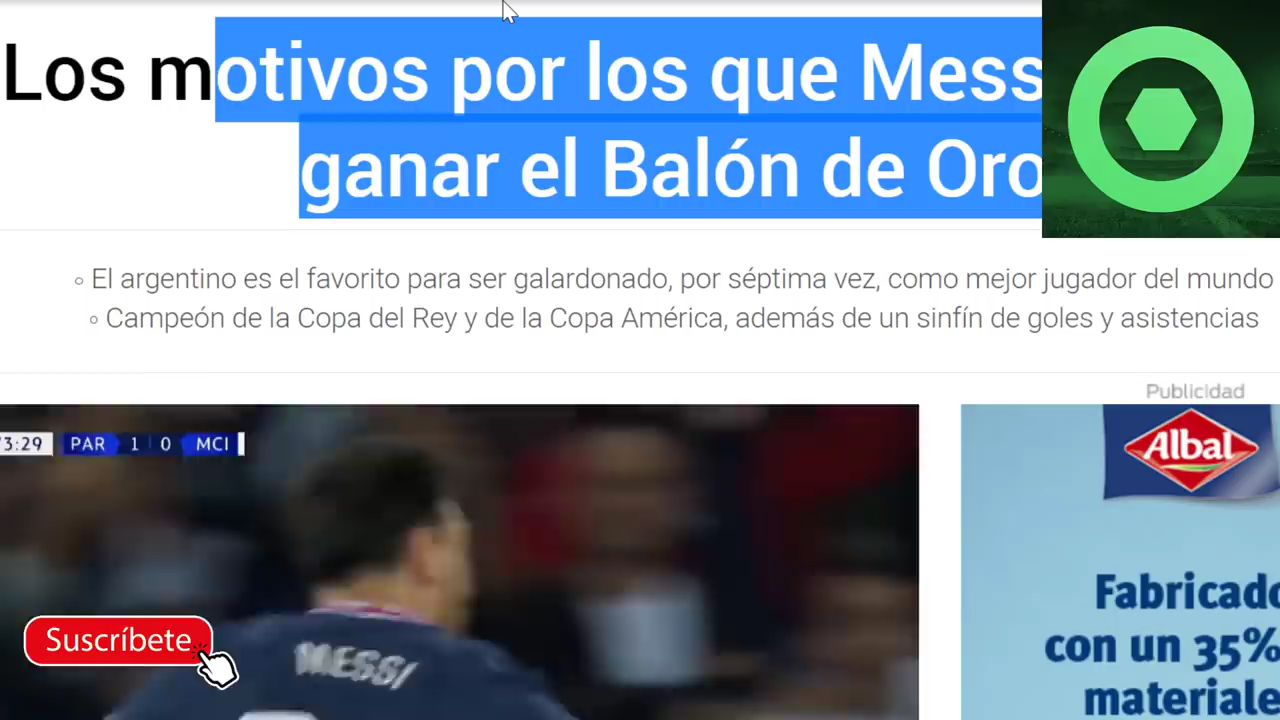 Los motivos por los que Mess
ganar el Balón de Oro
El argentino es el favorito para ser galardonado, por séptima vez, como mejor jugador del mundo
Campeón de la Copa del Rey y de la Copa América, además de un sinfín de goles y asistencias
Publicidad
73:29 PAR 1 0 MCI
Albal
Fabricado
con un 35%
materiale
MESSI
Suscríbete